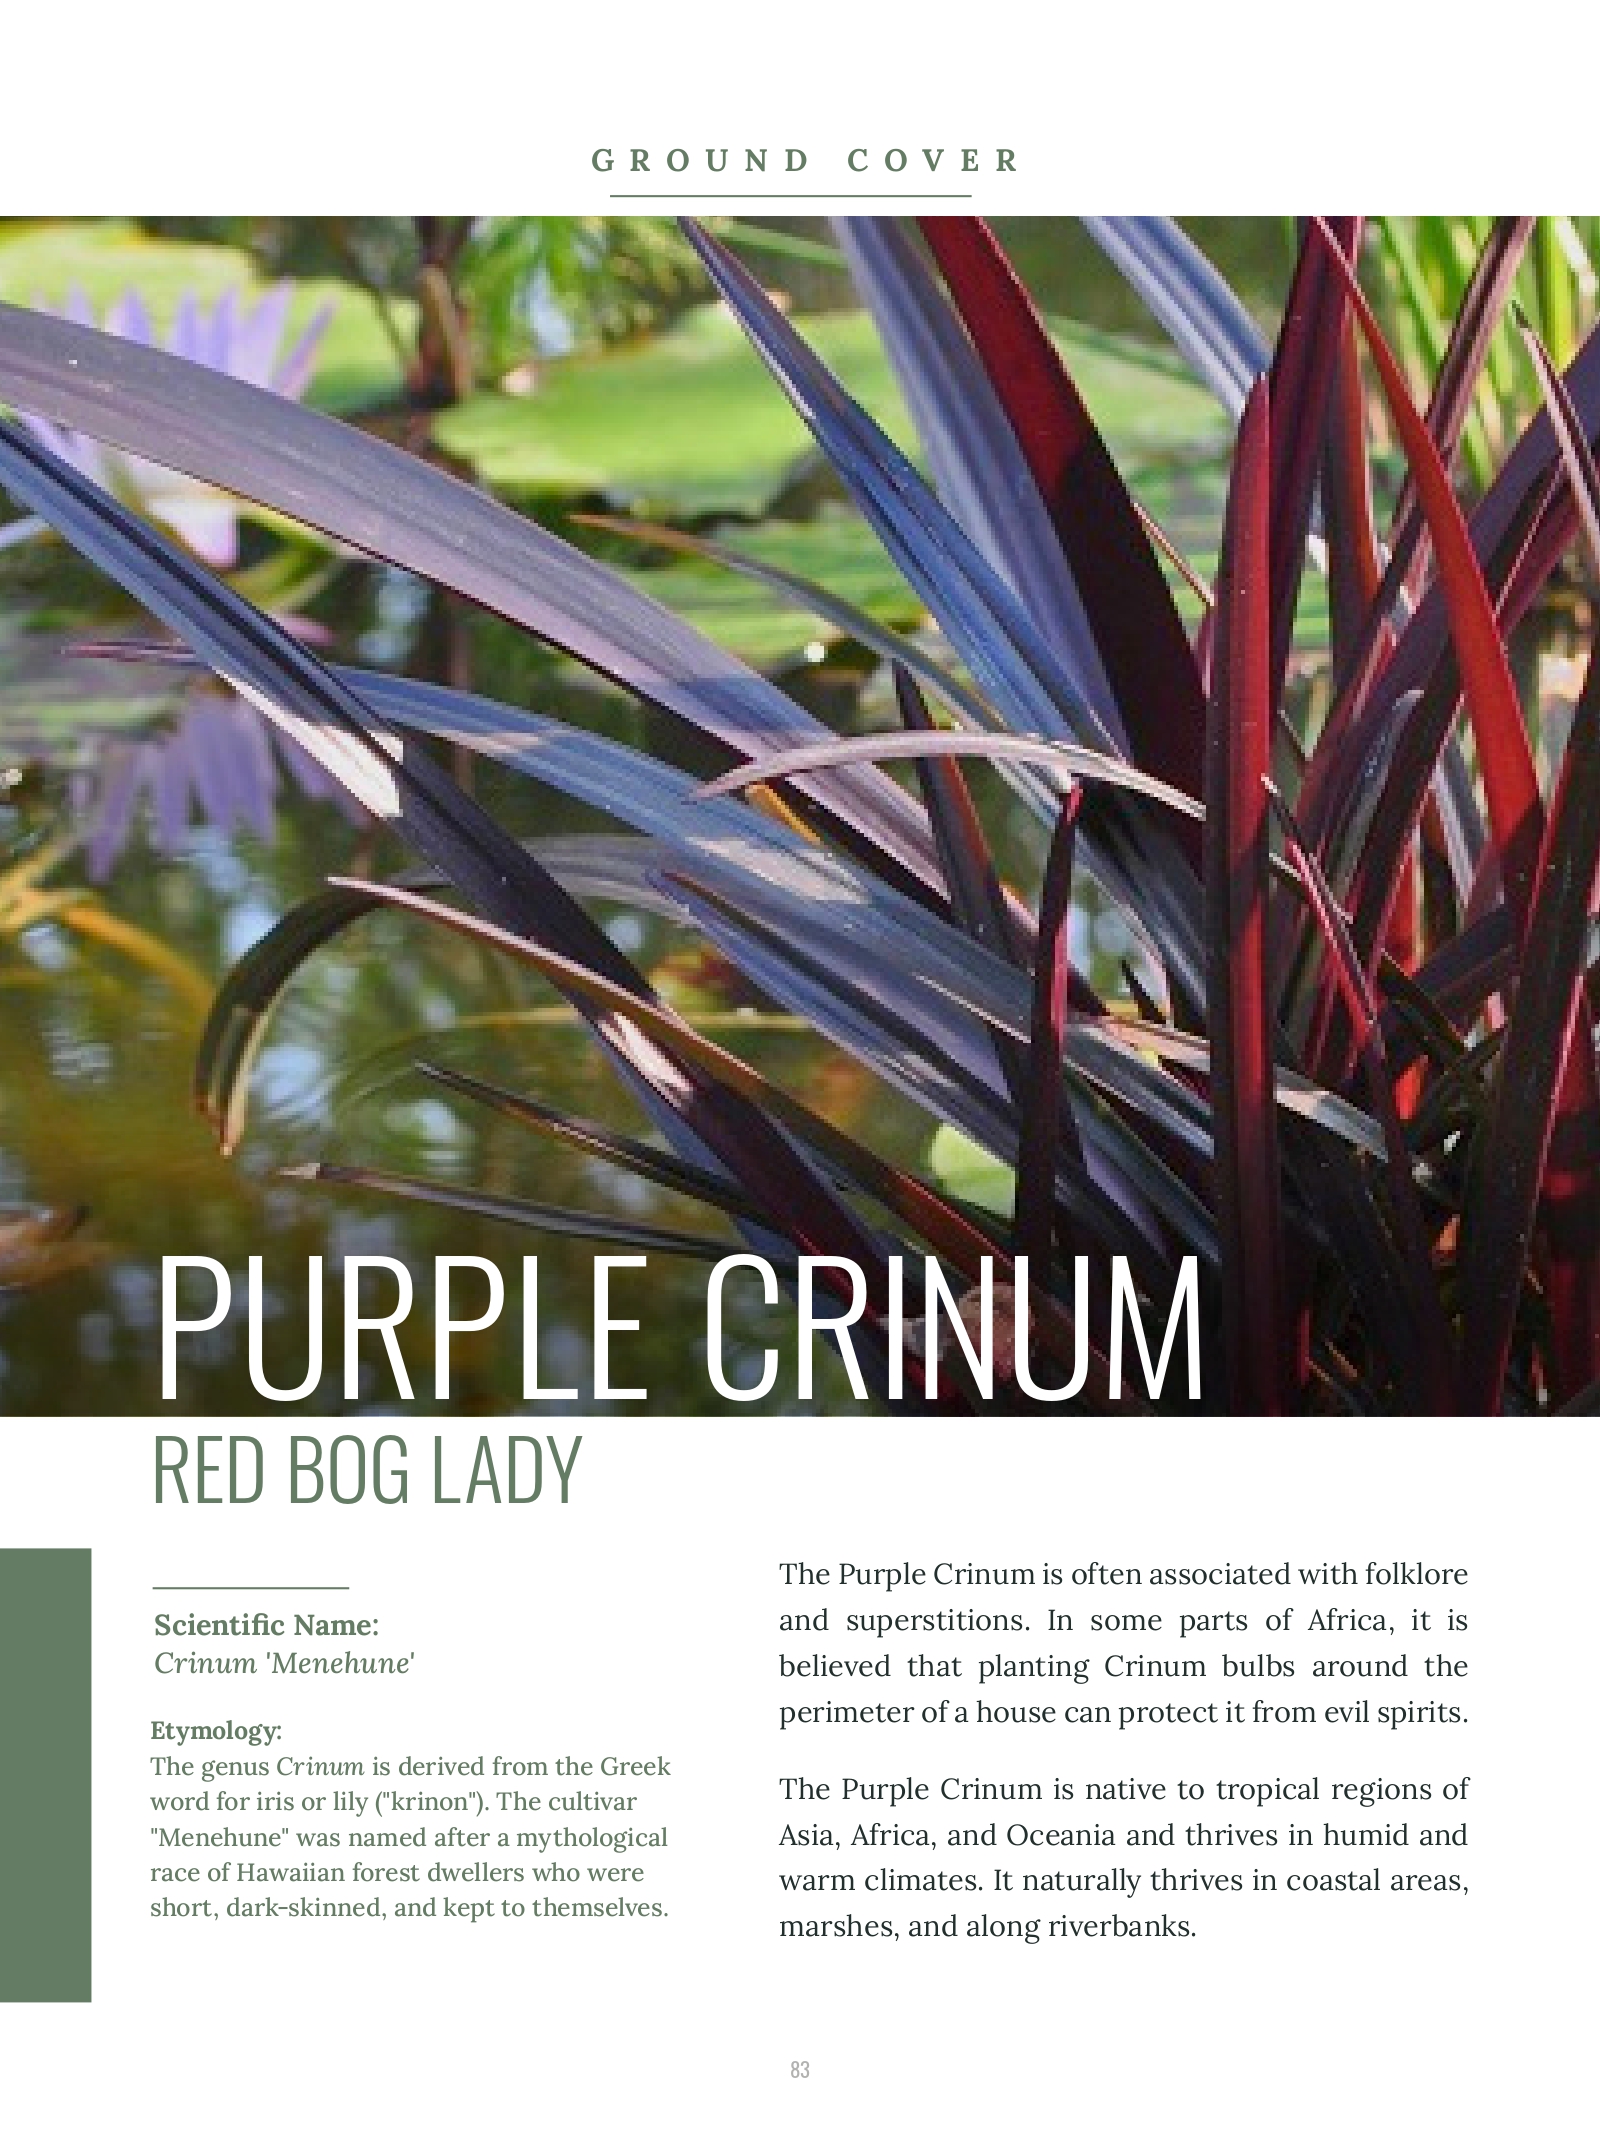 GROUND COVER
PURPLE CRINUM
RED BOG LADY
Scientific Name:
Crinum 'Menehune'
Etymology:
The genus Crinum is derived from the Greek
word for iris or lily ("krinon"). The cultivar
"Menehune" was named after a mythological
race of Hawaiian forest dwellers who were
short, dark-skinned, and kept to themselves.
The Purple Crinum is often associated with folklore
and superstitions. In some parts of Africa, it is
believed that planting Crinum bulbs around the
perimeter of a house can protect it from evil spirits.
The Purple Crinum is native to tropical regions of
Asia, Africa, and Oceania and thrives in humid and
warm climates. It naturally thrives in coastal areas,
marshes, and along riverbanks.
83